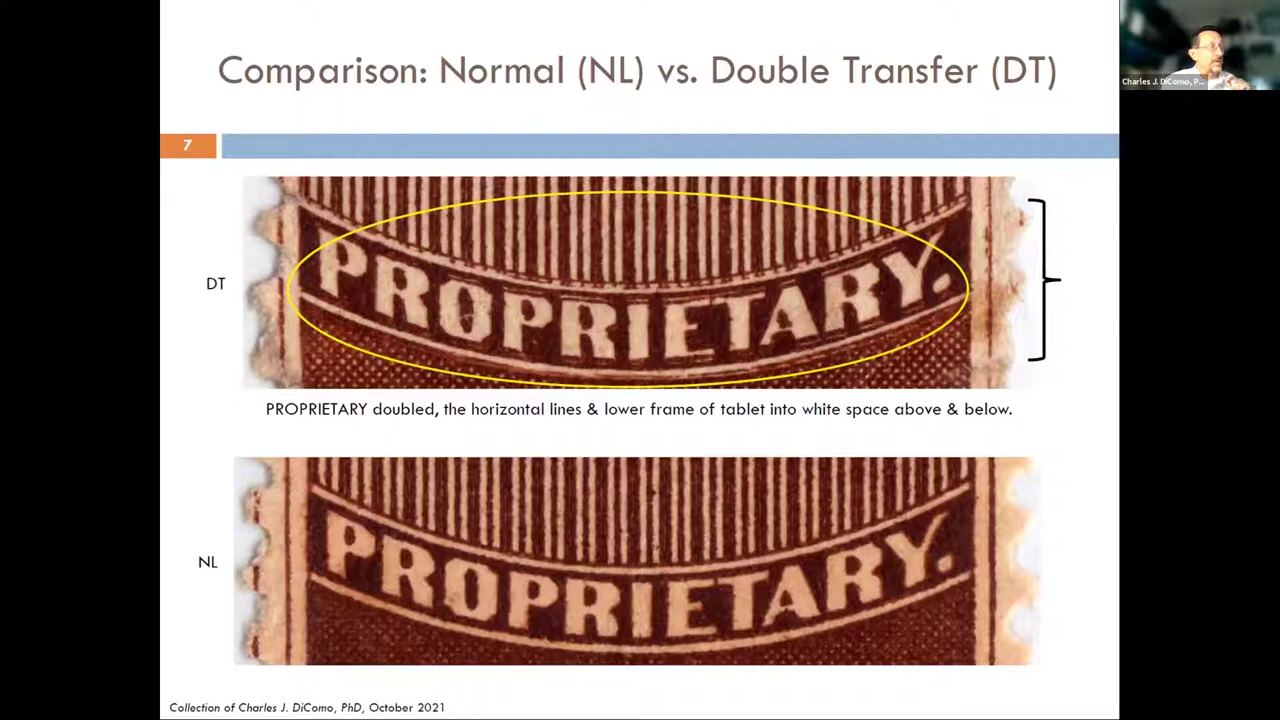 Comparison: Normal (NL) vs. Double Transfer (DT)
Charles J. DiComo, P...
7
DT
PROPRIETARY.
PROPRIETARY doubled, the horizontal lines & lower frame of tablet into white space above & below.
NL
PROPRIETARY.
Collection of Charles J. DiComo, PhD, October 2021